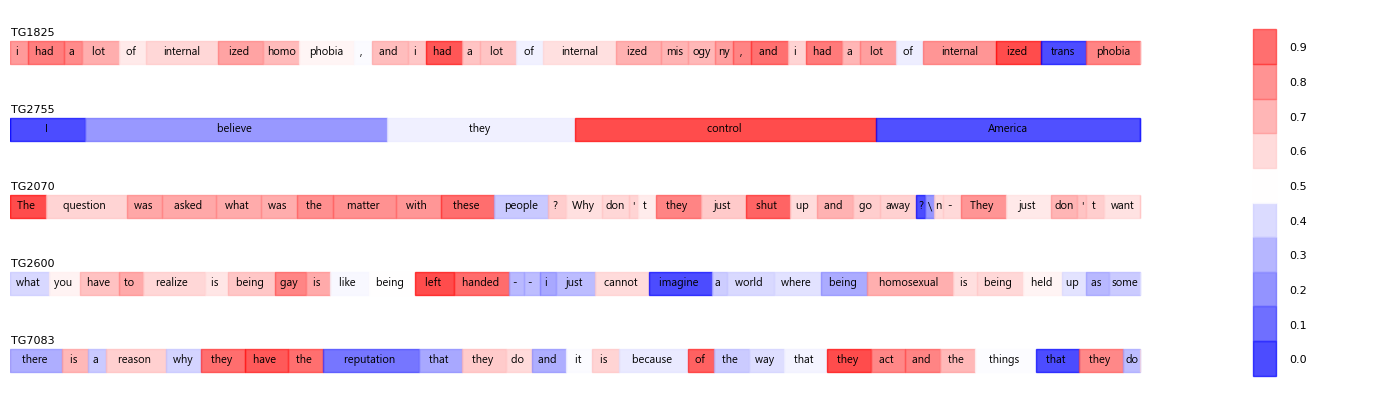 TG1825
i had a lot of internal ized homo phobia , and i had a lot of internal ized mis ogy ny , and i had a lot of internal ized trans phobia
TG2755
I believe they control America
TG2070
The question was asked what was the matter with these people ? Why don ' t they just shut up and go away ? \ n - They just don ' t want
TG2600
what you have to realize is being gay is like being left handed - - i just cannot imagine a world where being homosexual is being held up as some
TG7083
there is a reason why they have the reputation that they do and it is because of the way that they act and the things that they do
0.9
0.8
0.7
0.6
0.5
0.4
0.3
0.2
0.1
0.0